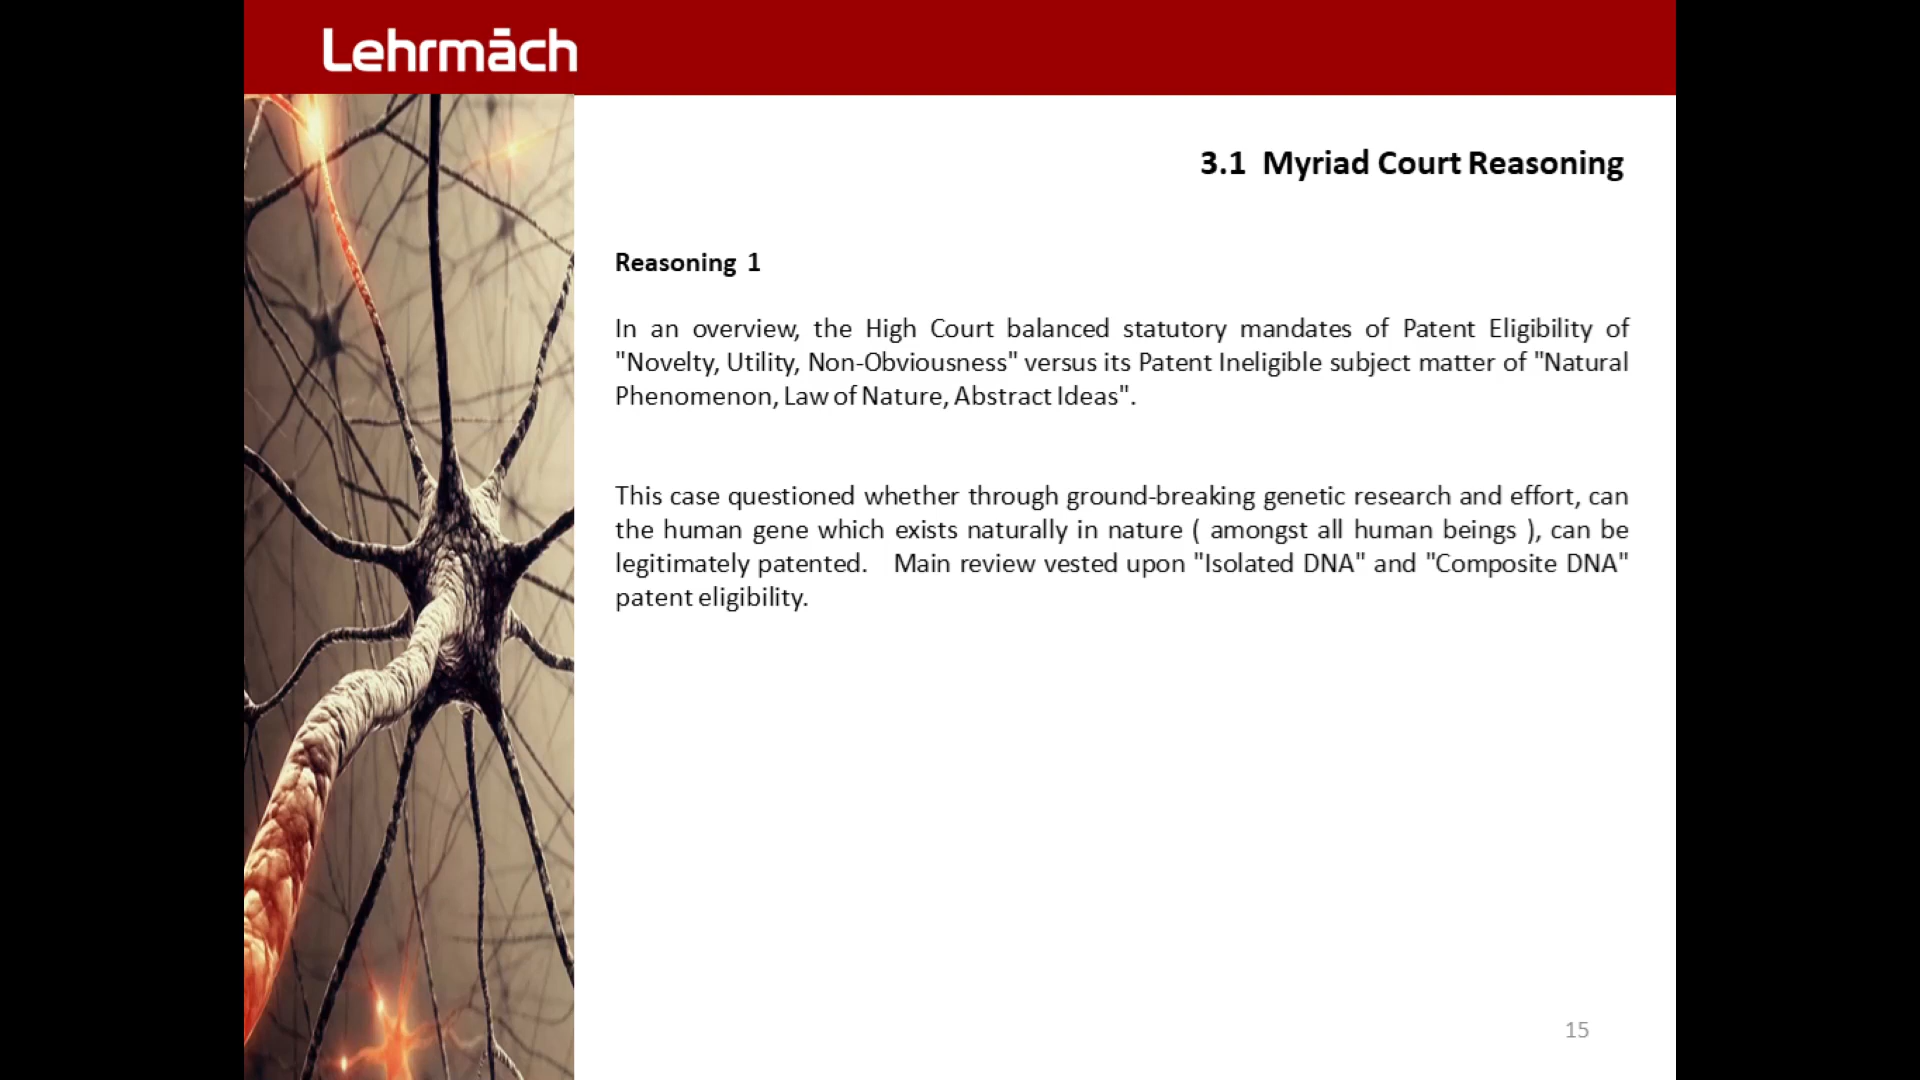 Lehrmāch
3.1 Myriad Court Reasoning
Reasoning 1
In an overview, the High Court balanced statutory mandates of Patent Eligibility of
"Novelty, Utility, Non-Obviousness" versus its Patent Ineligible subject matter of "Natural
Phenomenon, Law of Nature, Abstract Ideas".
This case questioned whether through ground-breaking genetic research and effort, can
the human gene which exists naturally in nature ( amongst all human beings ), can be
legitimately patented. Main review vested upon "Isolated DNA" and "Composite DNA"
patent eligibility.
15